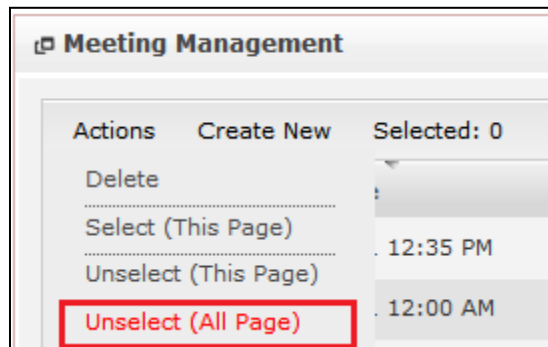 Meeting Management
Actions Create New Selected: 0
Delete
Select (This Page)
12:35 PM
Unselect (This Page)
12:00 AM
Unselect (All Page)